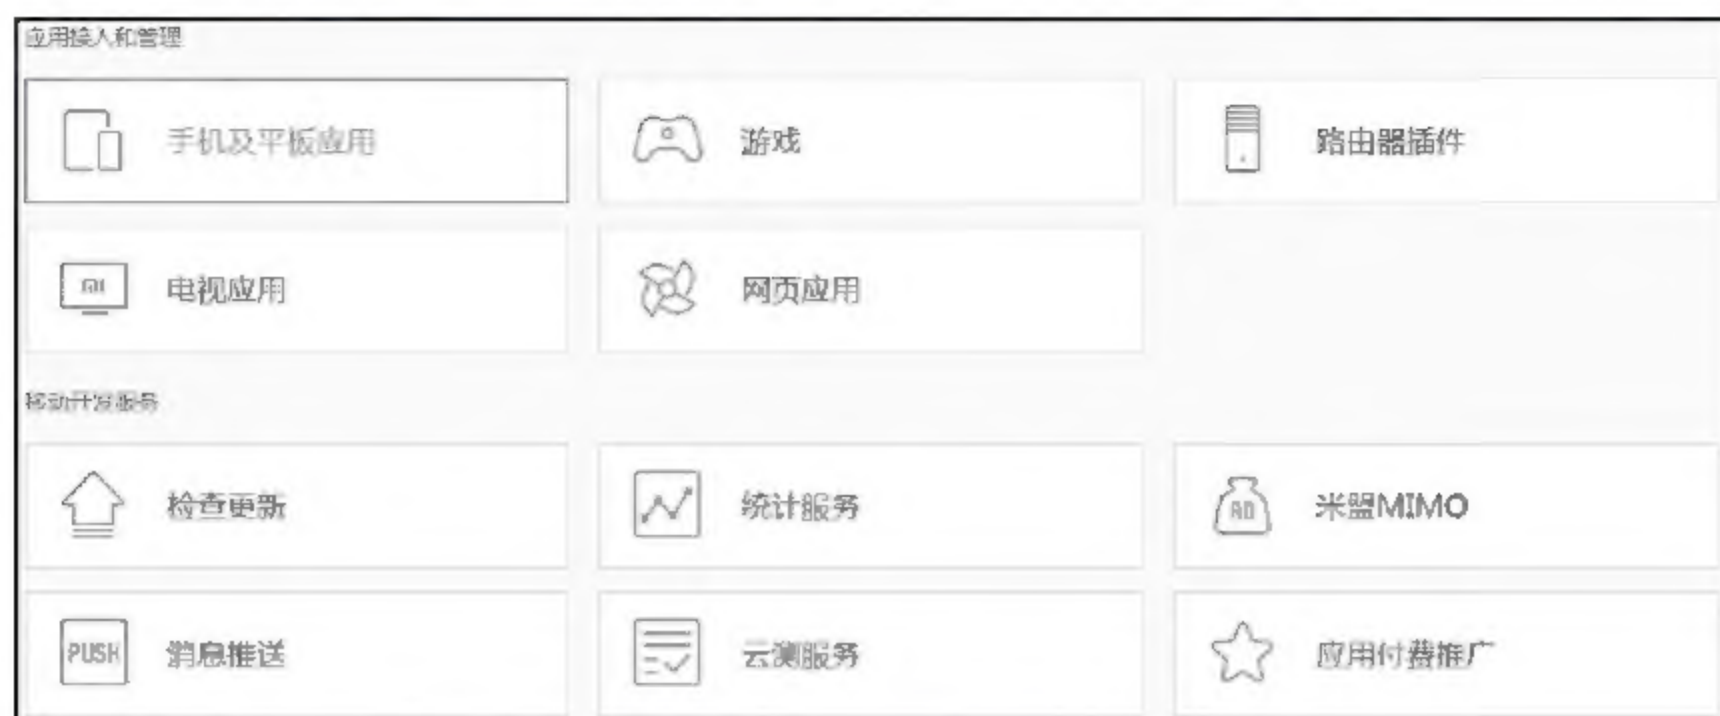 应用接入和管理
手机及平板应用 游戏 路由器插件
MI 电视应用 网页应用
移动开发服务
检查更新 统计服务 AD 米盟MIMO
PUSH 消息推送 云测服务 应用付费推广